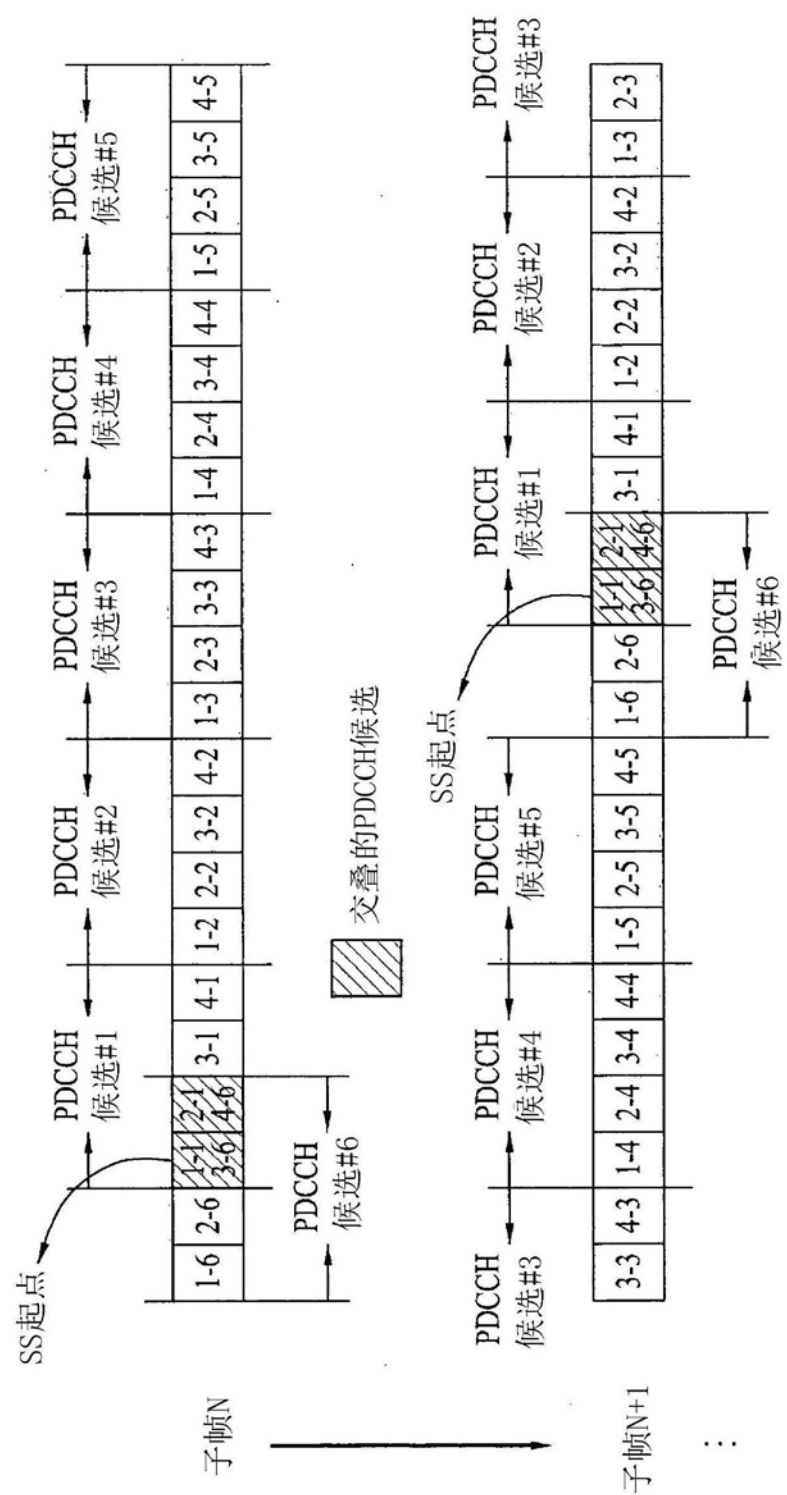 SS起点
PDCCH
候选#1
PDCCH
候选#2
PDCCH
候选#3
PDCCH
候选#4
PDCCH
候选#5
子帧N
1-6
2-6
1-1
3-6
2-1
4-6
3-1
4-1
1-2
2-2
3-2
4-2
1-3
2-3
3-3
4-3
1-4
2-4
3-4
4-4
1-5
2-5
3-5
4-5
PDCCH
候选#6
交叠的PDCCH候选
SS起点
PDCCH
候选#3
PDCCH
候选#4
PDCCH
候选#5
PDCCH
候选#1
PDCCH
候选#2
PDCCH
候选#3
子帧N+1
3-3
4-3
1-4
2-4
3-4
4-4
1-5
2-5
3-5
4-5
1-6
2-6
1-1
3-6
2-1
4-6
3-1
4-1
1-2
2-2
3-2
4-2
1-3
2-3
PDCCH
候选#6
⋮